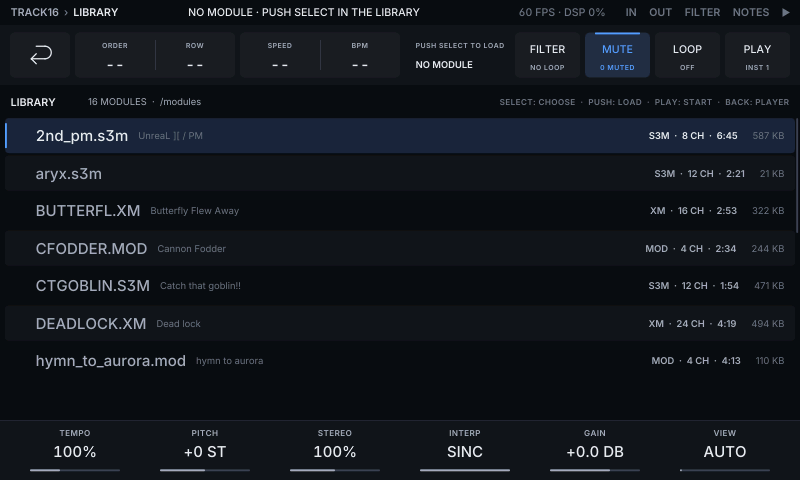 TRACK16 › LIBRARY NO MODULE · PUSH SELECT IN THE LIBRARY 60 FPS · DSP 0% IN OUT FILTER NOTES
ORDER ROW SPEED BPM PUSH SELECT TO LOAD FILTER MUTE LOOP PLAY
-- -- -- -- NO MODULE NO LOOP 0 MUTED OFF INST 1
LIBRARY 16 MODULES · /modules SELECT: CHOOSE · PUSH: LOAD · PLAY: START · BACK: PLAYER
2nd_pm.s3m UnreaL ][ / PM S3M · 8 CH · 6:45 587 KB
aryx.s3m S3M · 12 CH · 2:21 21 KB
BUTTERFL.XM Butterfly Flew Away XM · 16 CH · 2:53 322 KB
CFODDER.MOD Cannon Fodder MOD · 4 CH · 2:34 244 KB
CTGOBLIN.S3M Catch that goblin!! S3M · 12 CH · 1:54 471 KB
DEADLOCK.XM Dead lock XM · 24 CH · 4:19 494 KB
hymn_to_aurora.mod hymn to aurora MOD · 4 CH · 4:13 110 KB
TEMPO PITCH STEREO INTERP GAIN VIEW
100% +0 ST 100% SINC +0.0 DB AUTO